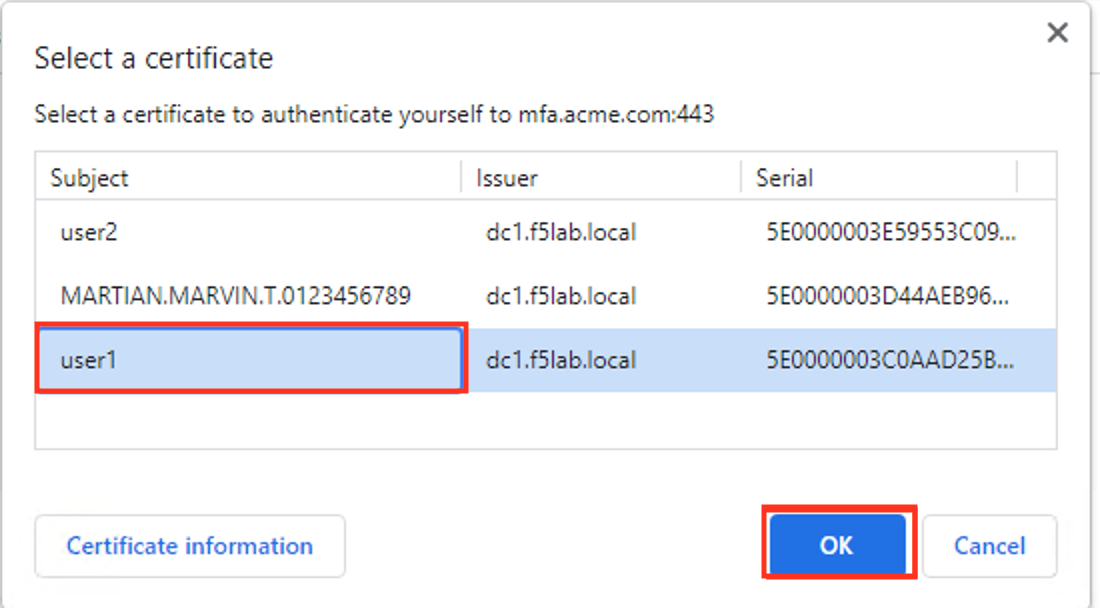 Select a certificate
Select a certificate to authenticate yourself to mfa.acme.com:443
Subject Issuer Serial
user2 dc1.f5lab.local 5E0000003E59553C09...
MARTIAN.MARVIN.T.0123456789 dc1.f5lab.local 5E0000003D44AEB96...
user1 dc1.f5lab.local 5E0000003C0AAD25B...
Certificate information OK Cancel